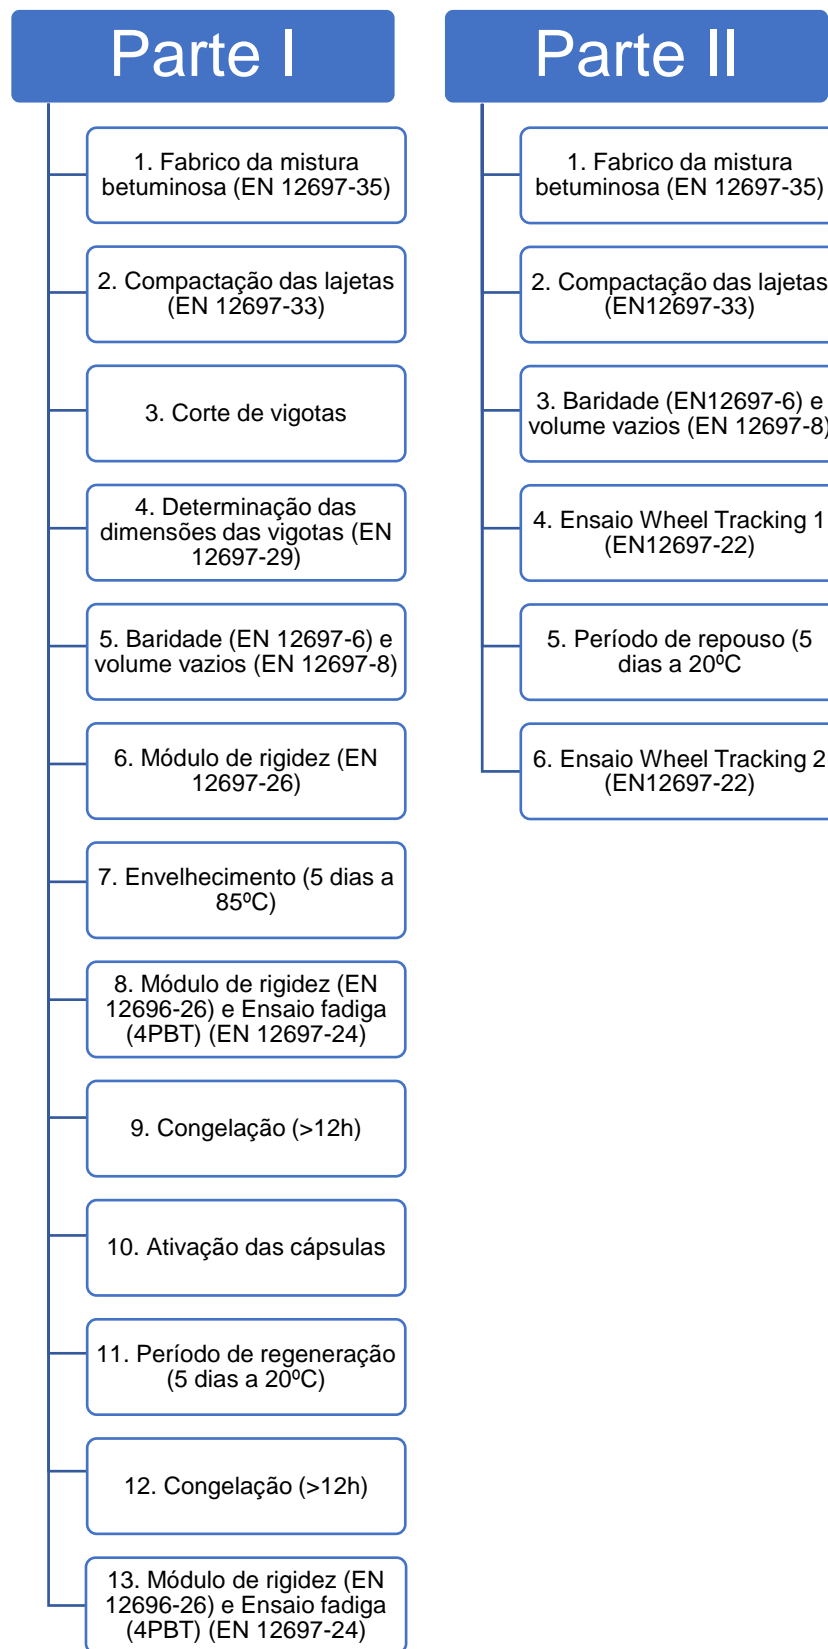 Parte I
1. Fabrico da mistura
betuminosa (EN 12697-35)
2. Compactação das lajetas
(EN 12697-33)
3. Corte de vigotas
4. Determinação das
dimensões das vigotas (EN
12697-29)
5. Baridade (EN 12697-6) e
volume vazios (EN 12697-8)
6. Módulo de rigidez (EN
12697-26)
7. Envelhecimento (5 dias a
85ºC)
8. Módulo de rigidez (EN
12696-26) e Ensaio fadiga
(4PBT) (EN 12697-24)
9. Congelação (>12h)
10. Ativação das cápsulas
11. Período de regeneração
(5 dias a 20ºC)
12. Congelação (>12h)
13. Módulo de rigidez (EN
12696-26) e Ensaio fadiga
(4PBT) (EN 12697-24)
Parte II
1. Fabrico da mistura
betuminosa (EN 12697-35)
2. Compactação das lajetas
(EN12697-33)
3. Baridade (EN12697-6) e
volume vazios (EN 12697-8)
4. Ensaio Wheel Tracking 1
(EN12697-22)
5. Período de repouso (5
dias a 20ºC
6. Ensaio Wheel Tracking 2
(EN12697-22)